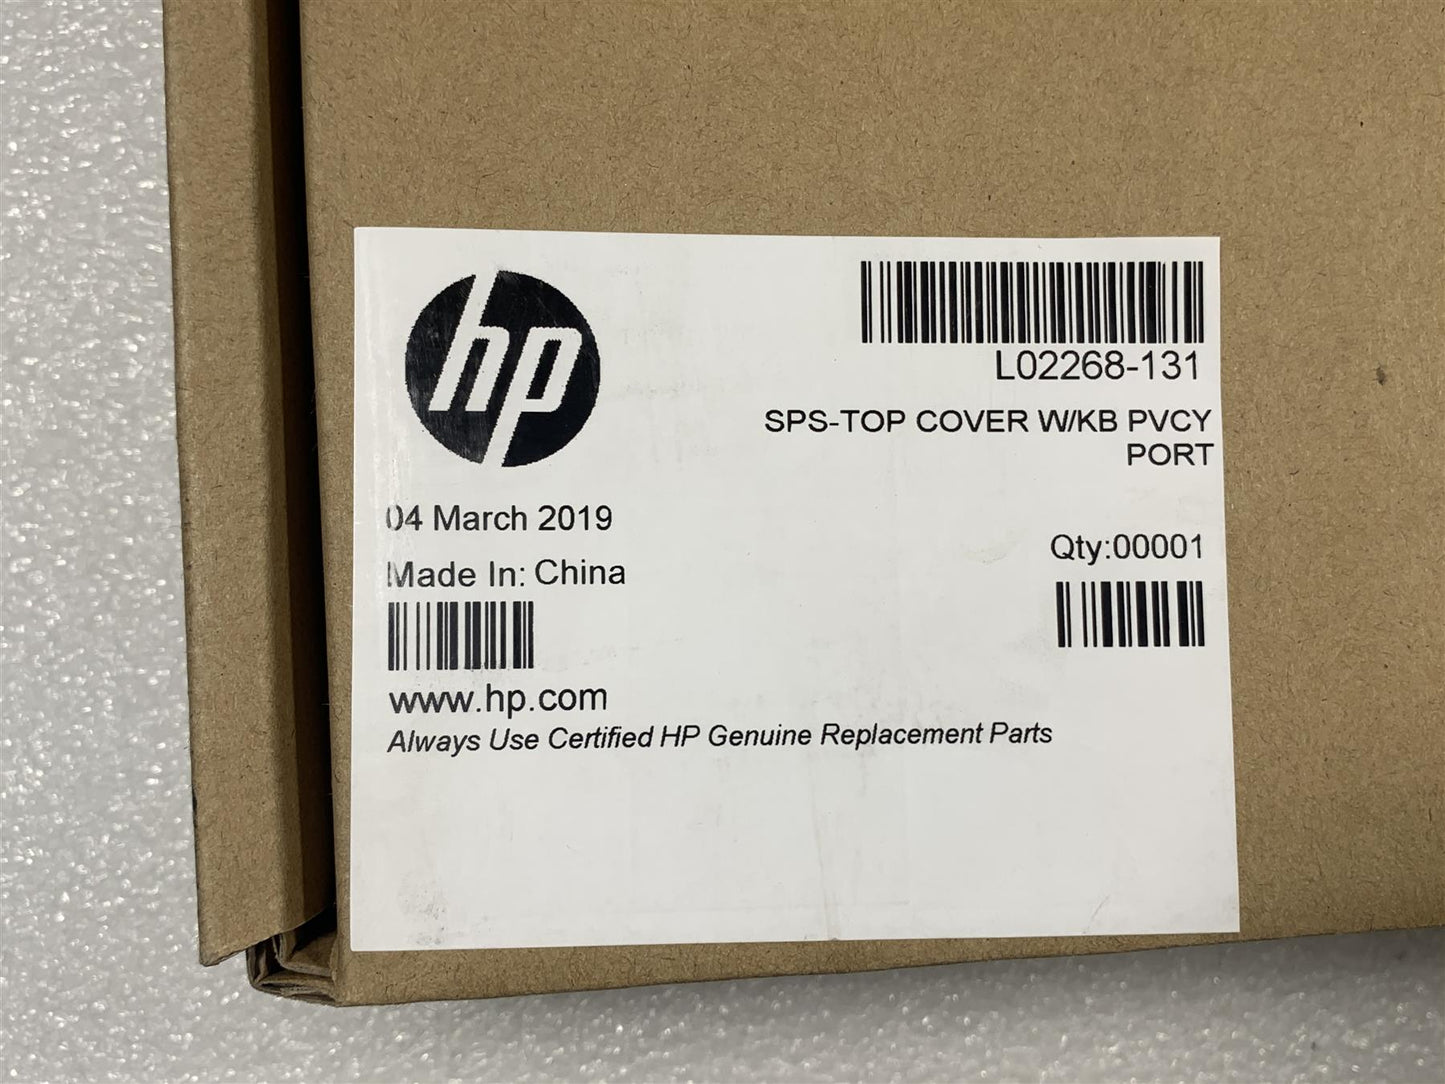 hp
L02268-131
SPS-TOP COVER W/KB PVCY
PORT
04 March 2019
Qty:00001
Made In: China
www.hp.com
Always Use Certified HP Genuine Replacement Parts